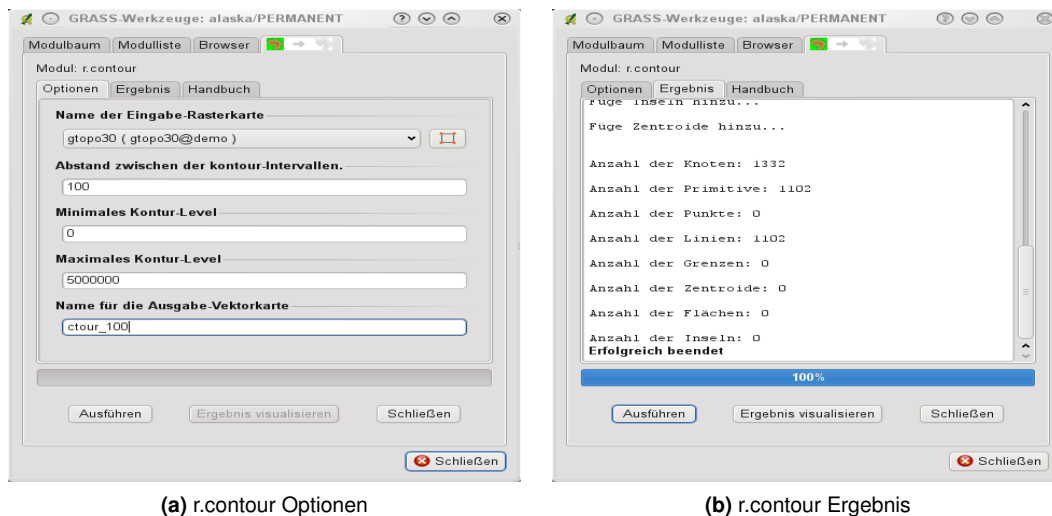 GRASS-Werkzeuge: alaska/PERMANENT
Modulbaum Modulliste Browser
Modul: r.contour
Optionen Ergebnis Handbuch
Name der Eingabe-Rasterkarte
gtopo30 ( gtopo30@demo )
Abstand zwischen der kontour-Intervallen.
100
Minimales Kontur-Level
0
Maximales Kontur-Level
5000000
Name für die Ausgabe-Vektorkarte
ctour_100
Ausführen Ergebnis visualisieren Schließen
Schließen
(a) r.contour Optionen
GRASS-Werkzeuge: alaska/PERMANENT
Modulbaum Modulliste Browser
Modul: r.contour
Optionen Ergebnis Handbuch
Füge Inseln hinzu...
Füge Zentroide hinzu...
Anzahl der Knoten: 1332
Anzahl der Primitive: 1102
Anzahl der Punkte: 0
Anzahl der Linien: 1102
Anzahl der Grenzen: 0
Anzahl der Zentroide: 0
Anzahl der Flächen: 0
Anzahl der Inseln: 0
Erfolgreich beendet
100%
Ausführen Ergebnis visualisieren Schließen
Schließen
(b) r.contour Ergebnis